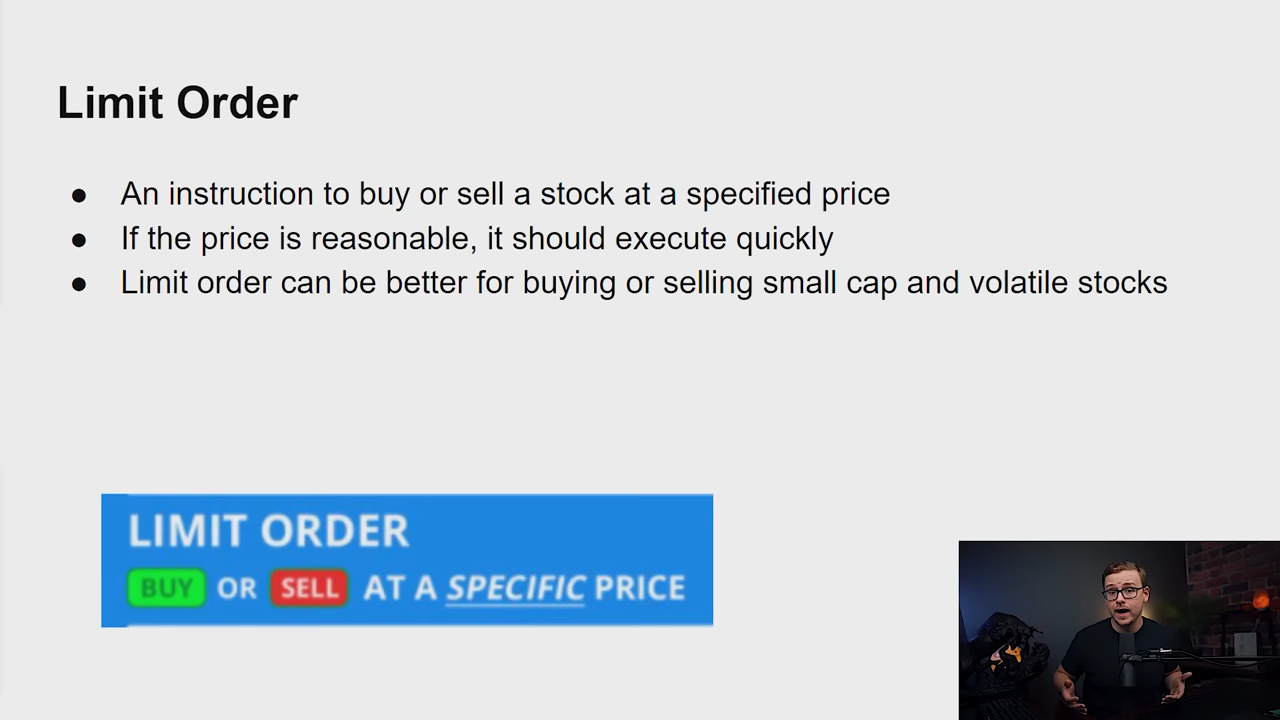 Limit Order
● An instruction to buy or sell a stock at a specified price
● If the price is reasonable, it should execute quickly
● Limit order can be better for buying or selling small cap and volatile stocks
LIMIT ORDER
BUY OR SELL AT A SPECIFIC PRICE